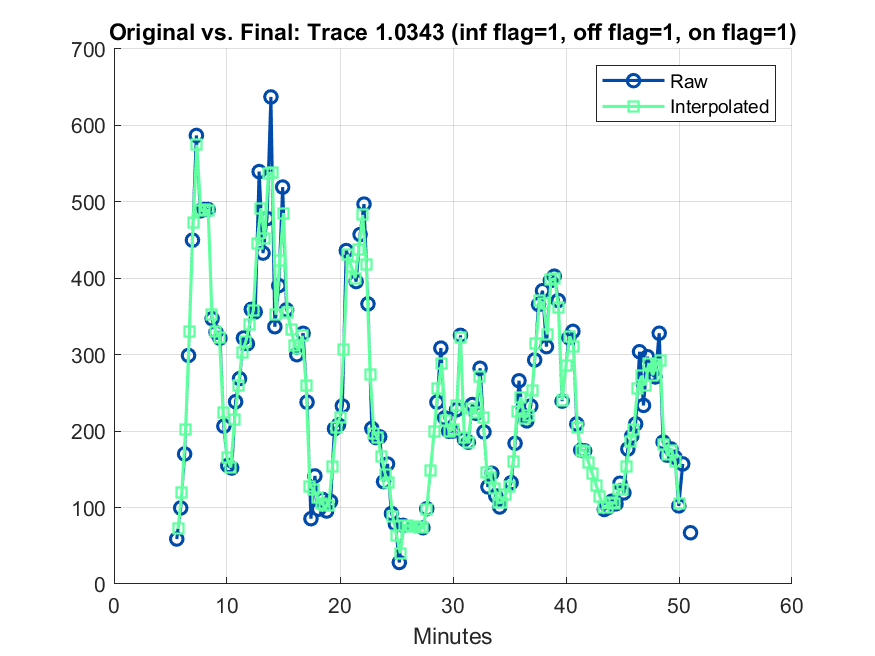 Original vs. Final: Trace 1.0343 (inf flag=1, off flag=1, on flag=1)
700
600
500
400
300
200
100
0
Raw
Interpolated
0 10 20 30 40 50 60
Minutes